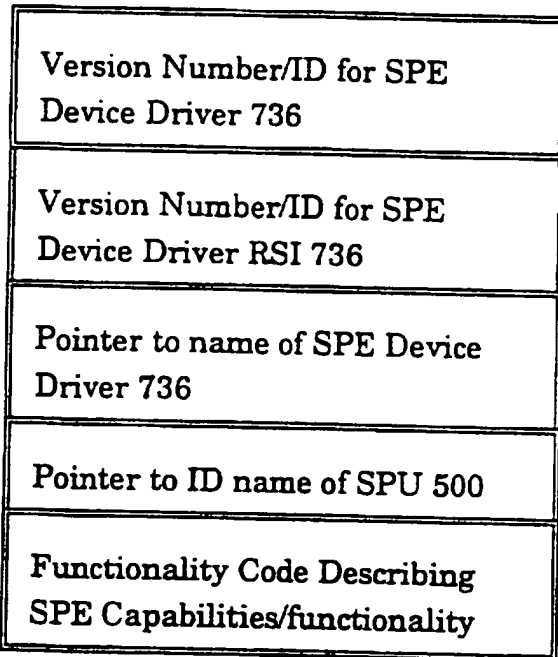 Version Number/ID for SPE
Device Driver 736
Version Number/ID for SPE
Device Driver RSI 736
Pointer to name of SPE Device
Driver 736
Pointer to ID name of SPU 500
Functionality Code Describing
SPE Capabilities/functionality